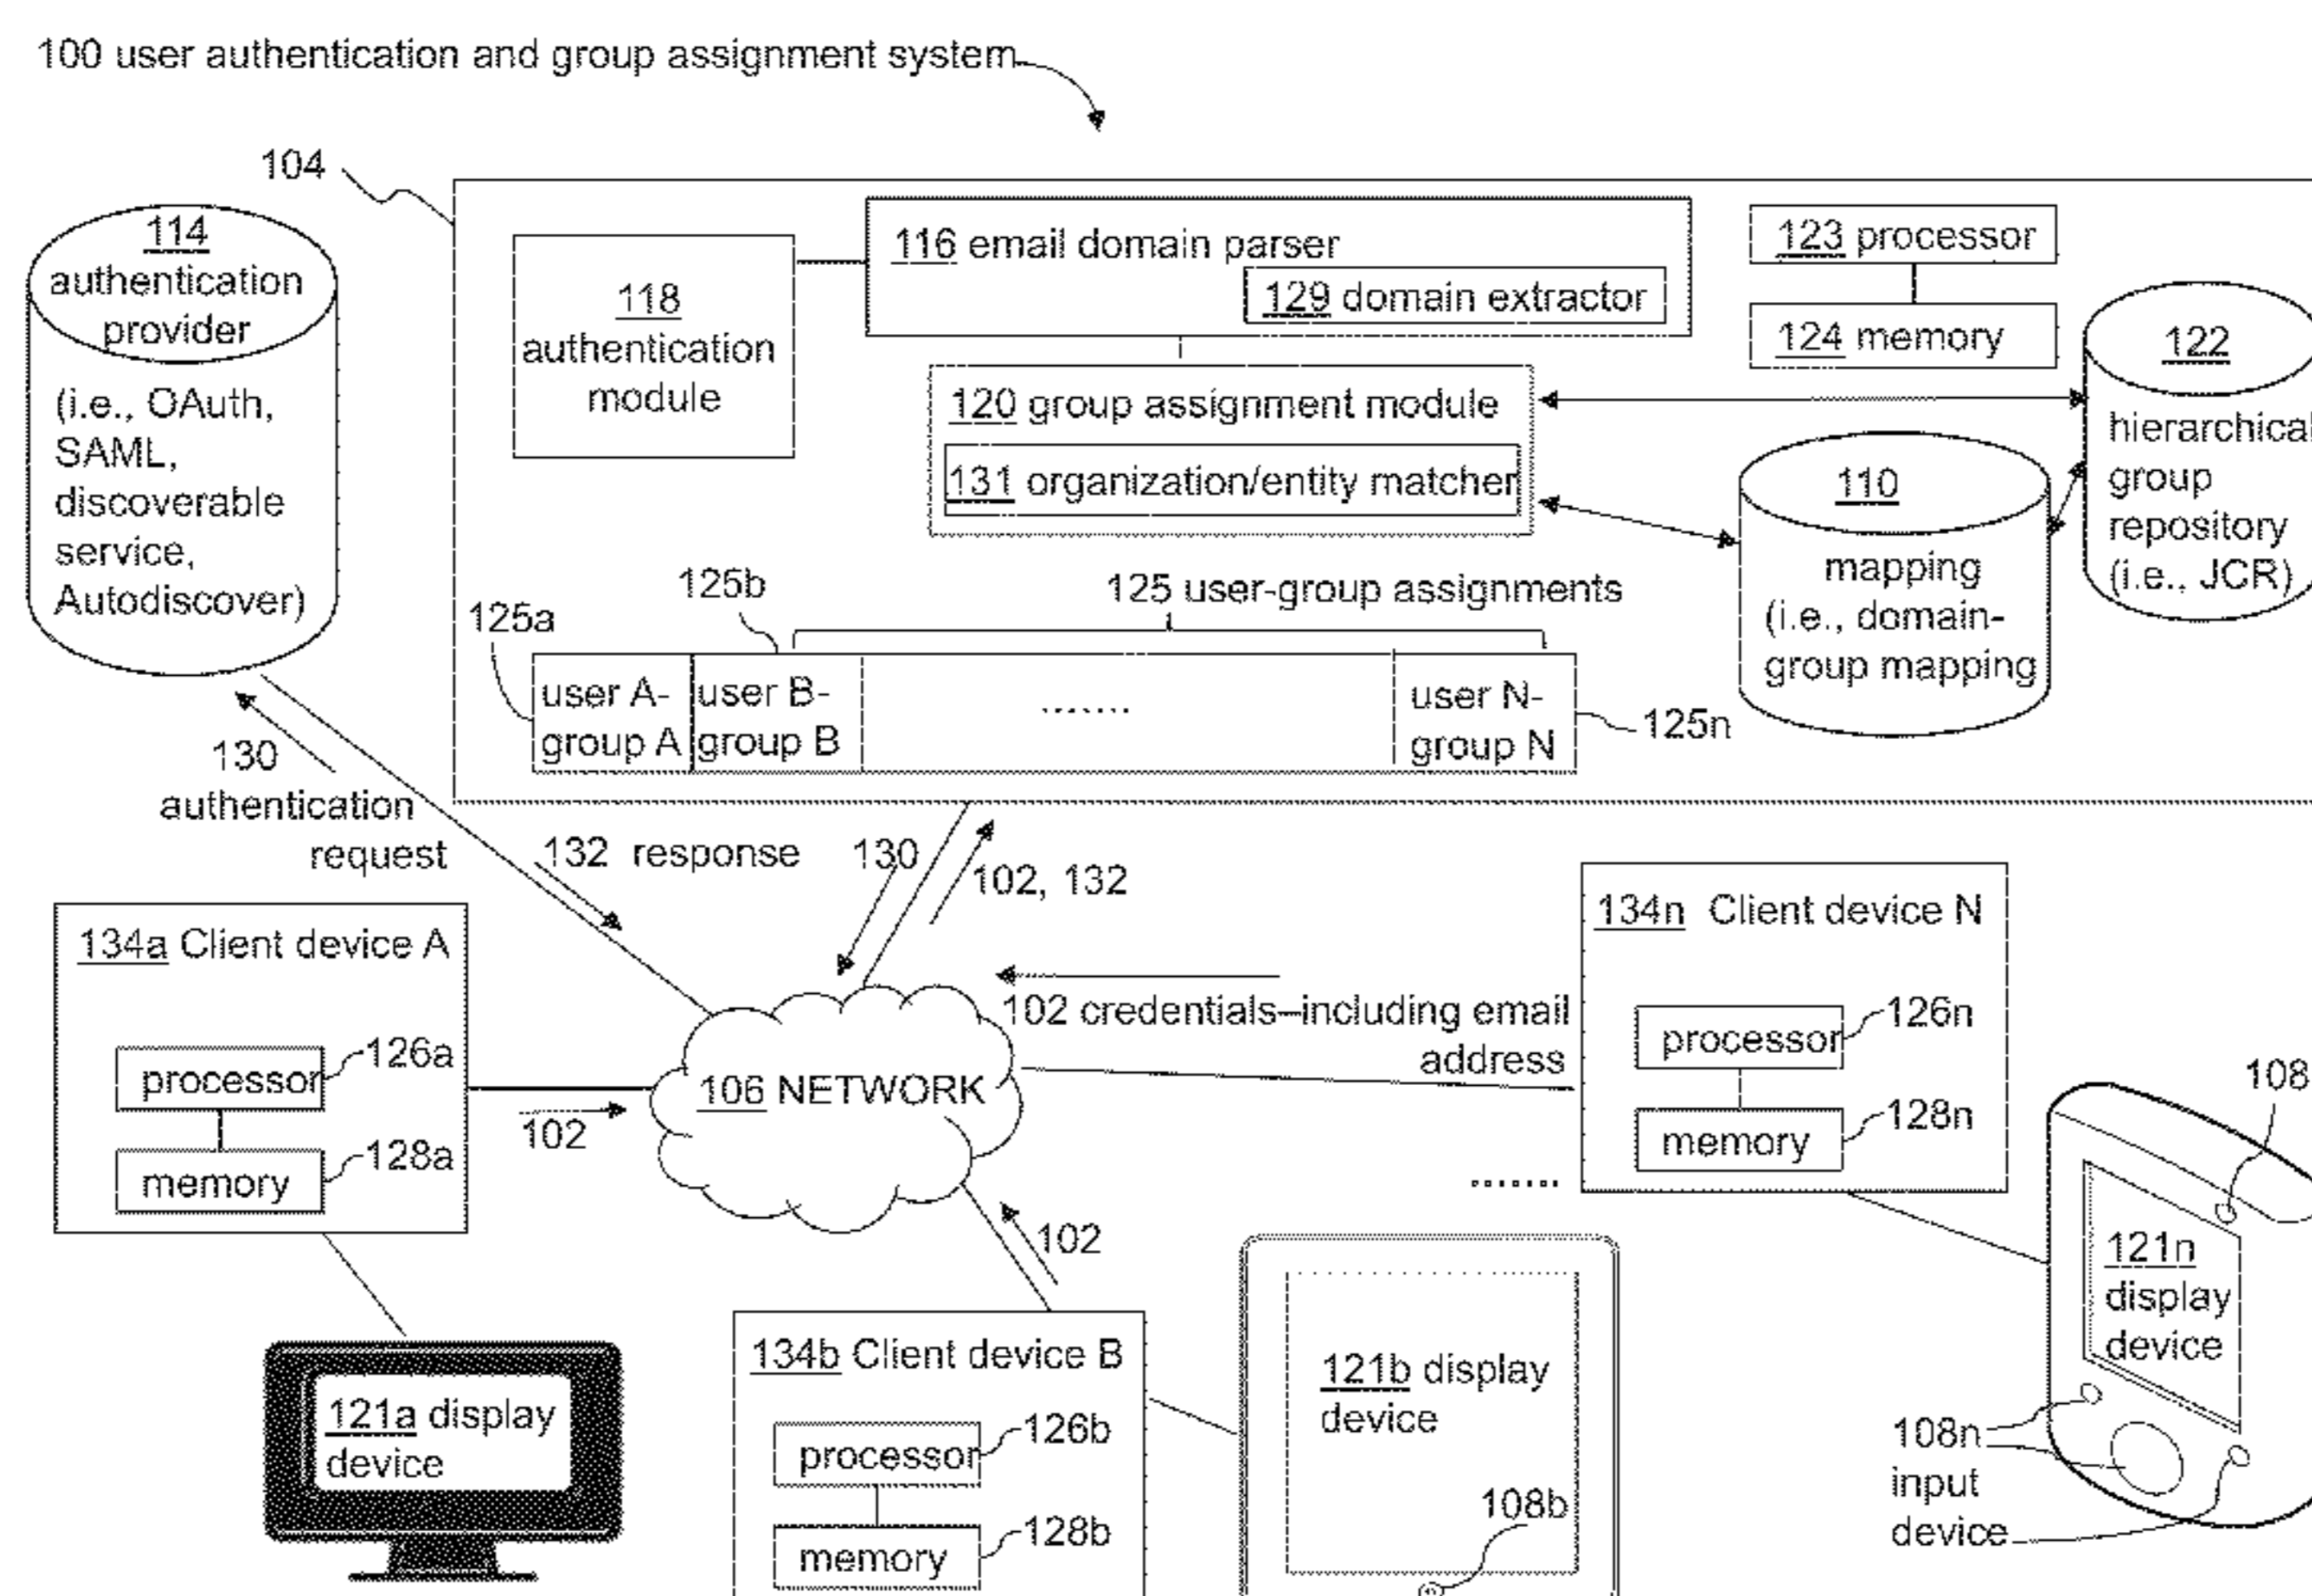 100 user authentication and group assignment system
104
114
authentication
provider
(i.e., OAuth,
SAML,
discoverable
service,
Autodiscover)
118
authentication
module
116 email domain parser
129 domain extractor
123 processor
124 memory
120 group assignment module
131 organization/entity matcher
122
hierarchical
group
repository
(i.e., JCR)
110
mapping
(i.e., domain-
group mapping
125a
125b
125 user-group assignments
user A-
group A
user B-
group B
.......
user N-
group N
125n
130
authentication
request
132 response
130
102, 132
134a Client device A
processor
126a
memory
128a
102
106 NETWORK
102 credentials–including email
address
134n Client device N
processor
126n
memory
128n
.......
102
121a display
device
134b Client device B
processor
126b
memory
128b
121b display
device
108b
108
121n
display
device
108n
input
device